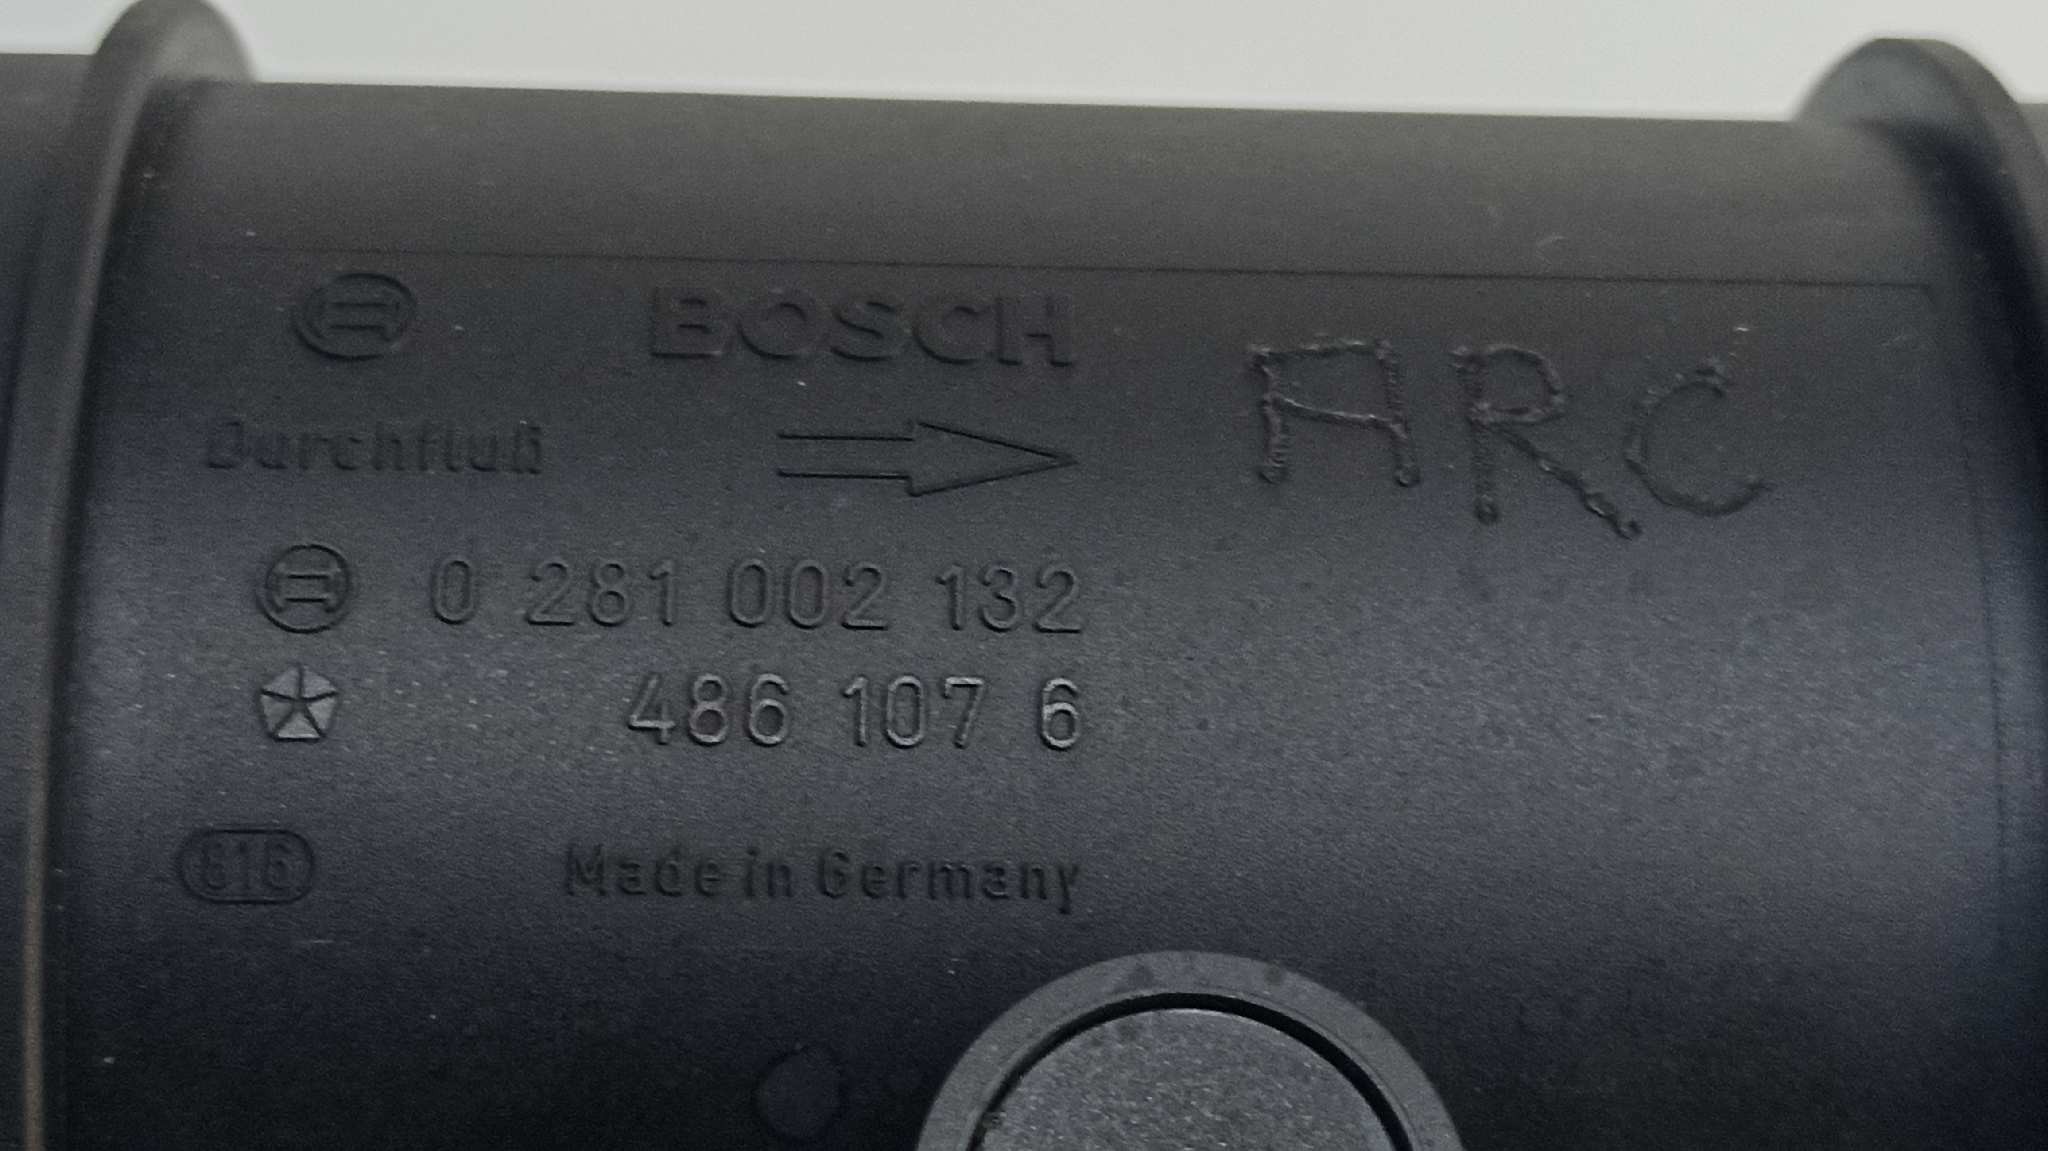 BOSCH
ARC
Durchfluß
0 281 002 132
486 107 6
816
Made in Germany